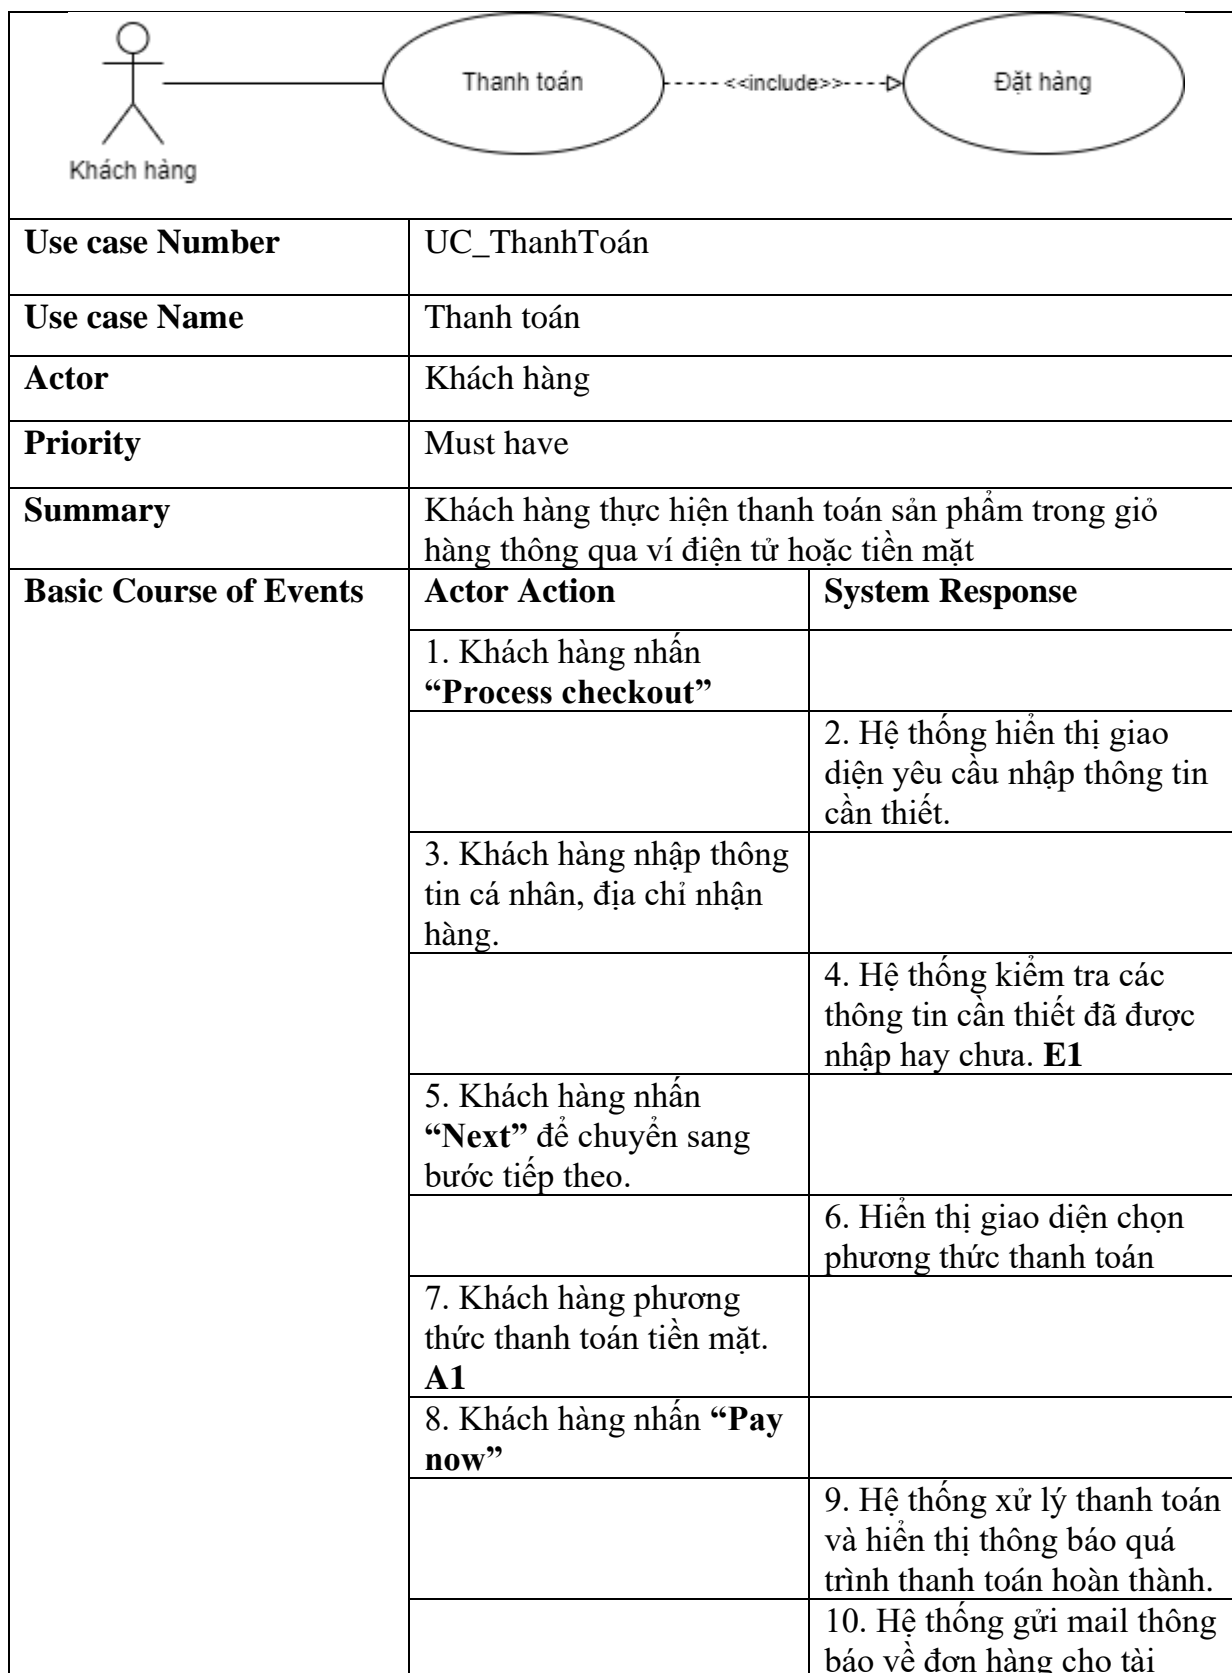 Thanh toán
<<include>>
Đặt hàng
Khách hàng
Use case Number
UC_ThanhToán
Use case Name
Thanh toán
Actor
Khách hàng
Priority
Must have
Summary
Khách hàng thực hiện thanh toán sản phẩm trong giỏ
hàng thông qua ví điện tử hoặc tiền mặt
Basic Course of Events
Actor Action
System Response
1. Khách hàng nhấn
“Process checkout”
2. Hệ thống hiển thị giao
diện yêu cầu nhập thông tin
cần thiết.
3. Khách hàng nhập thông
tin cá nhân, địa chỉ nhận
hàng.
4. Hệ thống kiểm tra các
thông tin cần thiết đã được
nhập hay chưa. E1
5. Khách hàng nhấn
“Next” để chuyển sang
bước tiếp theo.
6. Hiển thị giao diện chọn
phương thức thanh toán
7. Khách hàng phương
thức thanh toán tiền mặt.
A1
8. Khách hàng nhấn “Pay
now”
9. Hệ thống xử lý thanh toán
và hiển thị thông báo quá
trình thanh toán hoàn thành.
10. Hệ thống gửi mail thông
báo về đơn hàng cho tài